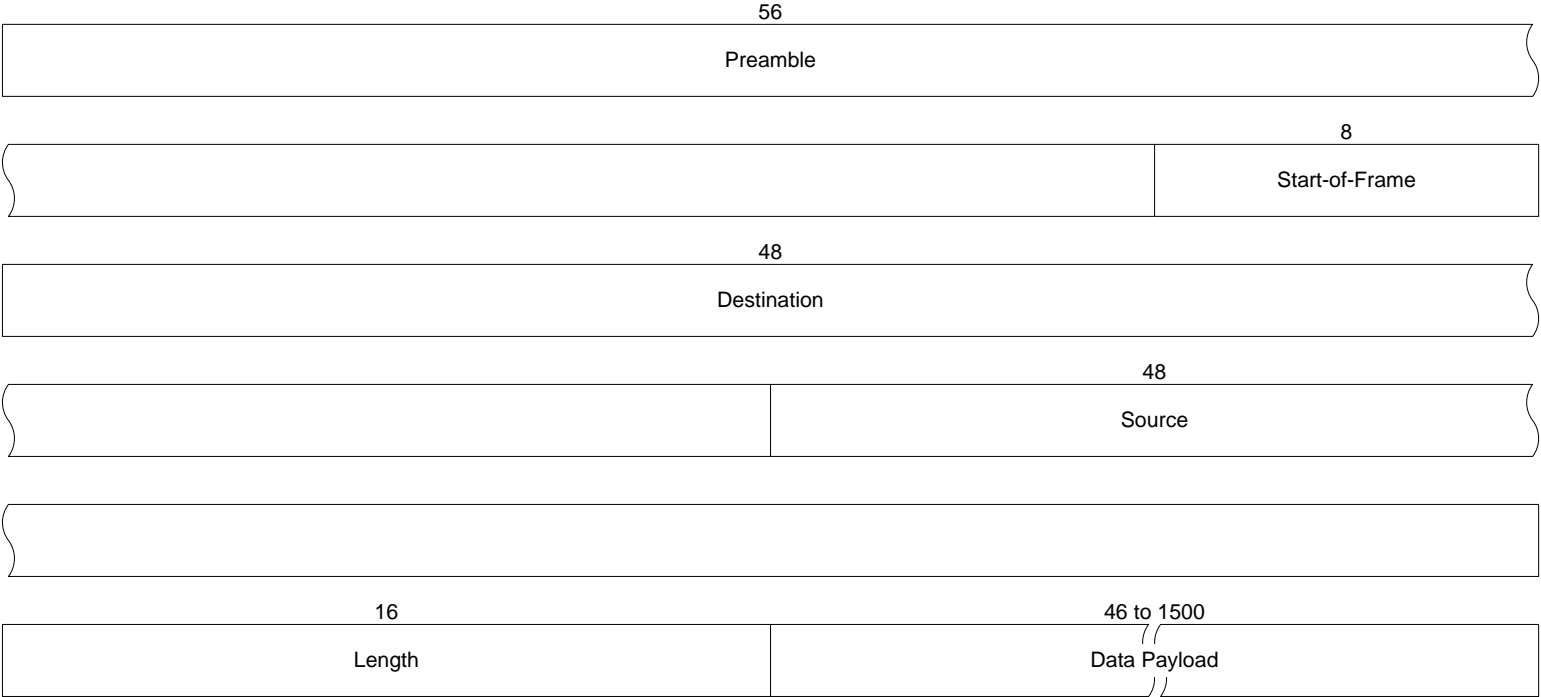 56
Preamble
8
Start-of-Frame
48
Destination
48
Source
16
46 to 1500
Length
Data Payload